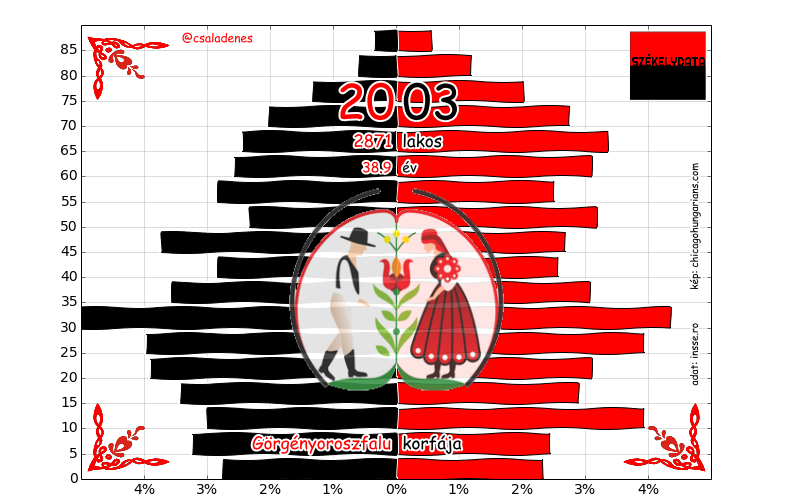 @csaladenes
SZÉKELYDATA
2003
2871 lakos
38.9 év
kép: chicagohungarians.com
adat: insse.ro
Görgényoroszfalu korfája
85
80
75
70
65
60
55
50
45
40
35
30
25
20
15
10
5
0
4% 3% 2% 1% 0% 1% 2% 3% 4%